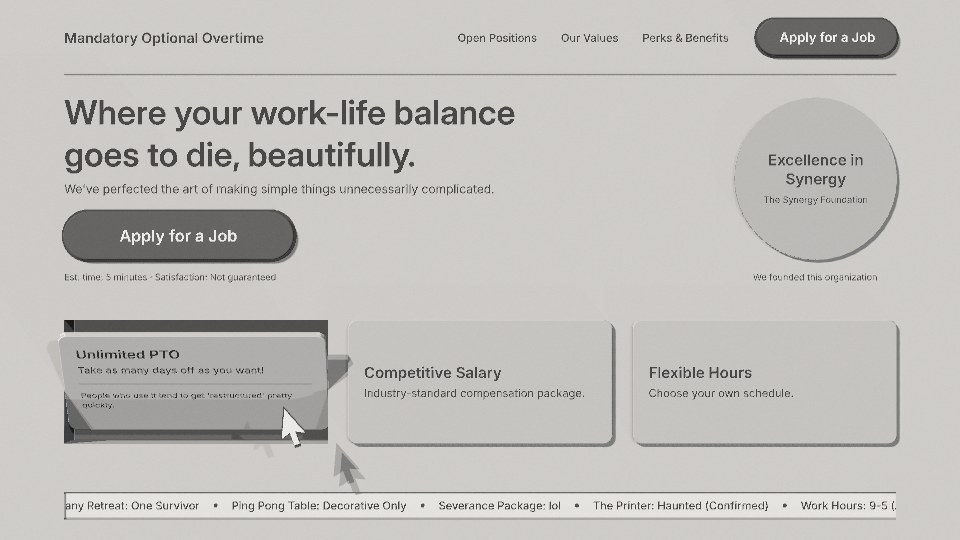 Mandatory Optional Overtime
Open Positions
Our Values
Perks & Benefits
Apply for a Job
Where your work-life balance
goes to die, beautifully.
We've perfected the art of making simple things unnecessarily complicated.
Apply for a Job
Est. time: 5 minutes · Satisfaction: Not guaranteed
Excellence in
Synergy
The Synergy Foundation
We founded this organization
Unlimited PTO
Take as many days off as you want!
People who use it tend to get 'restructured' pretty
quickly.
Competitive Salary
Industry-standard compensation package.
Flexible Hours
Choose your own schedule.
any Retreat: One Survivor • Ping Pong Table: Decorative Only • Severance Package: lol • The Printer: Haunted (Confirmed) • Work Hours: 9-5 (